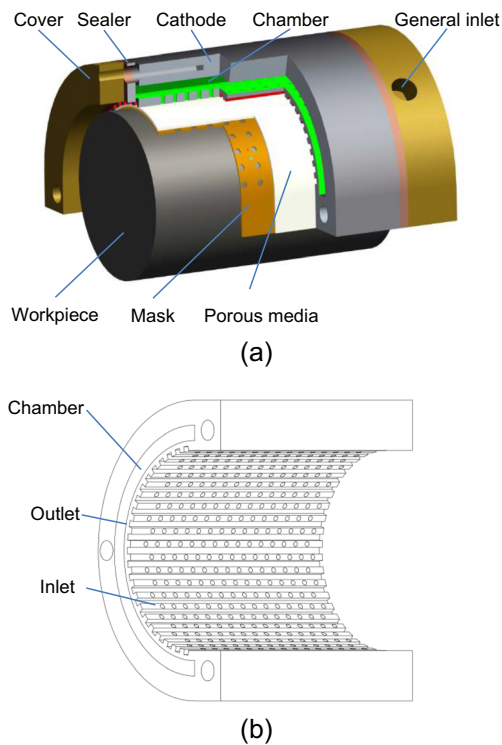 Cover Sealer Cathode Chamber General inlet
Workpiece Mask Porous media
(a)
Chamber
Outlet
Inlet
(b)